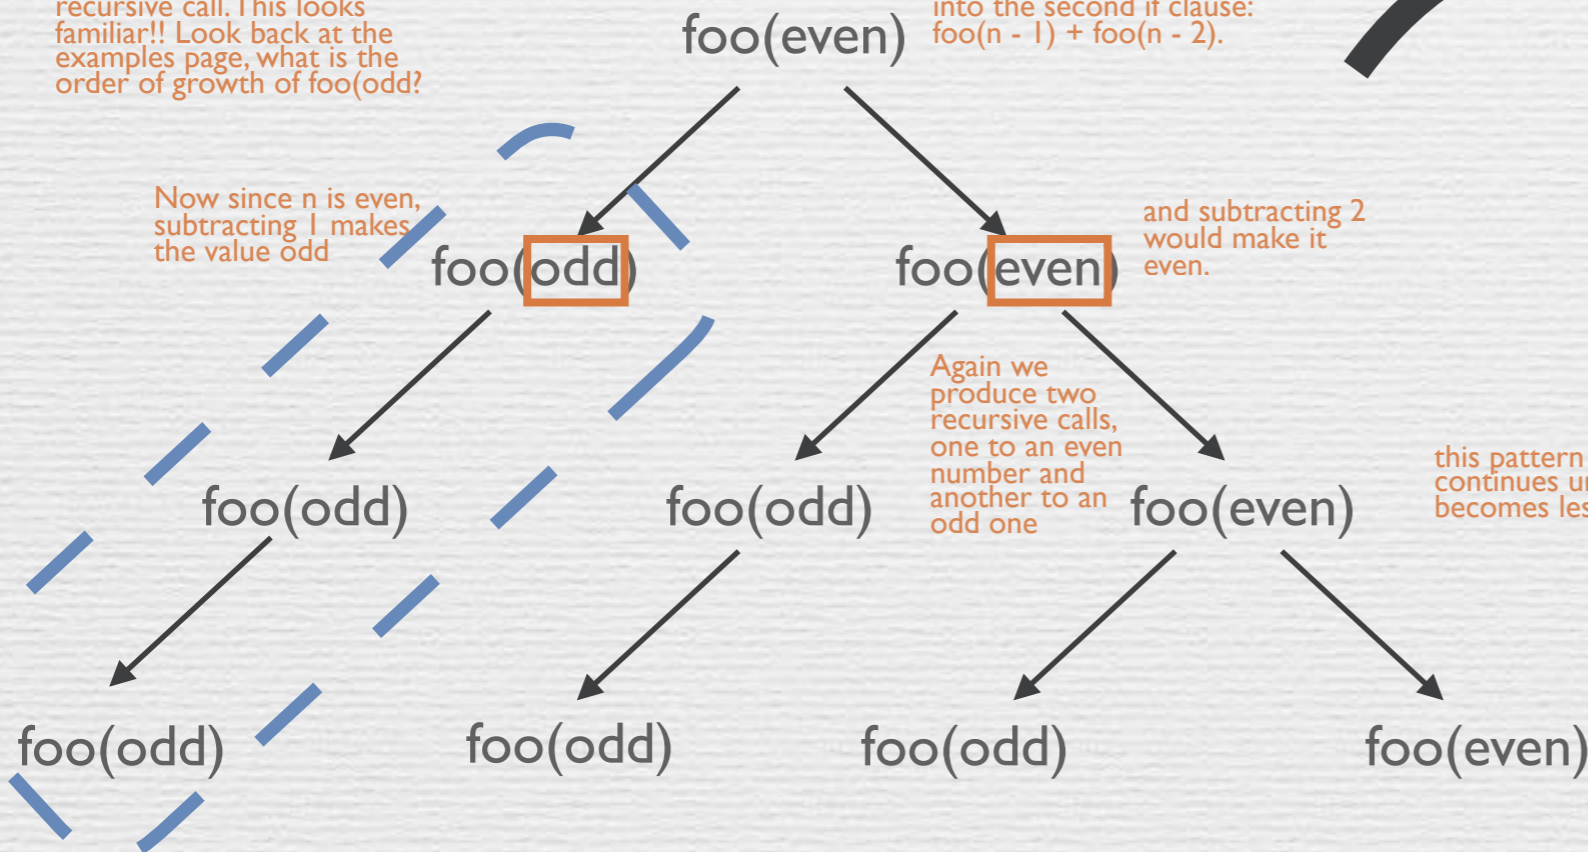 recursive call. This looks
familiar!! Look back at the
examples page, what is the
order of growth of foo(odd?
foo(even)
into the second if clause:
foo(n - 1) + foo(n - 2).
Now since n is even,
subtracting 1 makes
the value odd
foo(odd)
foo(even)
and subtracting 2
would make it
even.
Again we
produce two
recursive calls,
one to an even
number and
another to an
odd one
foo(odd)
foo(odd)
foo(even)
this pattern
continues
becomes
foo(odd)
foo(odd)
foo(odd)
foo(even)